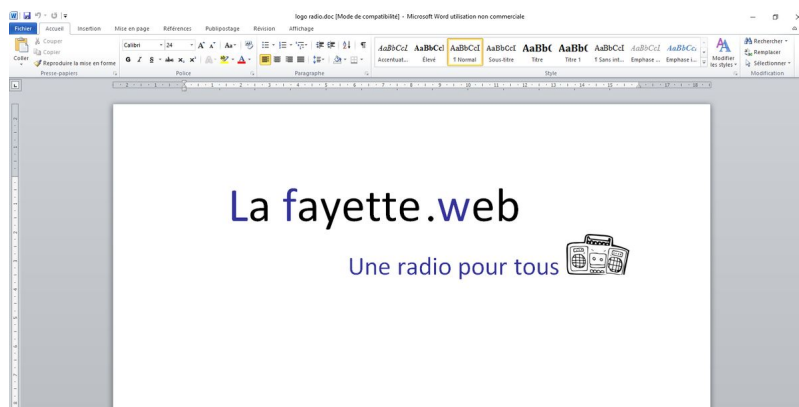 logo radio.doc [Mode de compatibilité] - Microsoft Word utilisation non commerciale
Fichier Accueil Insertion Mise en page Références Publipostage Révision Affichage
Couper
Copier
Reproduire la mise en forme
Coller
Calibri 24
G I S abc
AaBbCcI AaBbCcI AaBbCcI AaBbCcI AaBbC AaBbC AaBbCcI AaBbCcI AaBbCc
Accentuat... Élevé ¶ Normal Sous-titre Titre Titre 1 ¶ Sans int... Emphase ... Emphase i...
Modifier
les styles
Rechercher
Remplacer
Sélectionner
Presse-papiers Police Paragraphe Style Modification
La fayette.web
Une radio pour tous